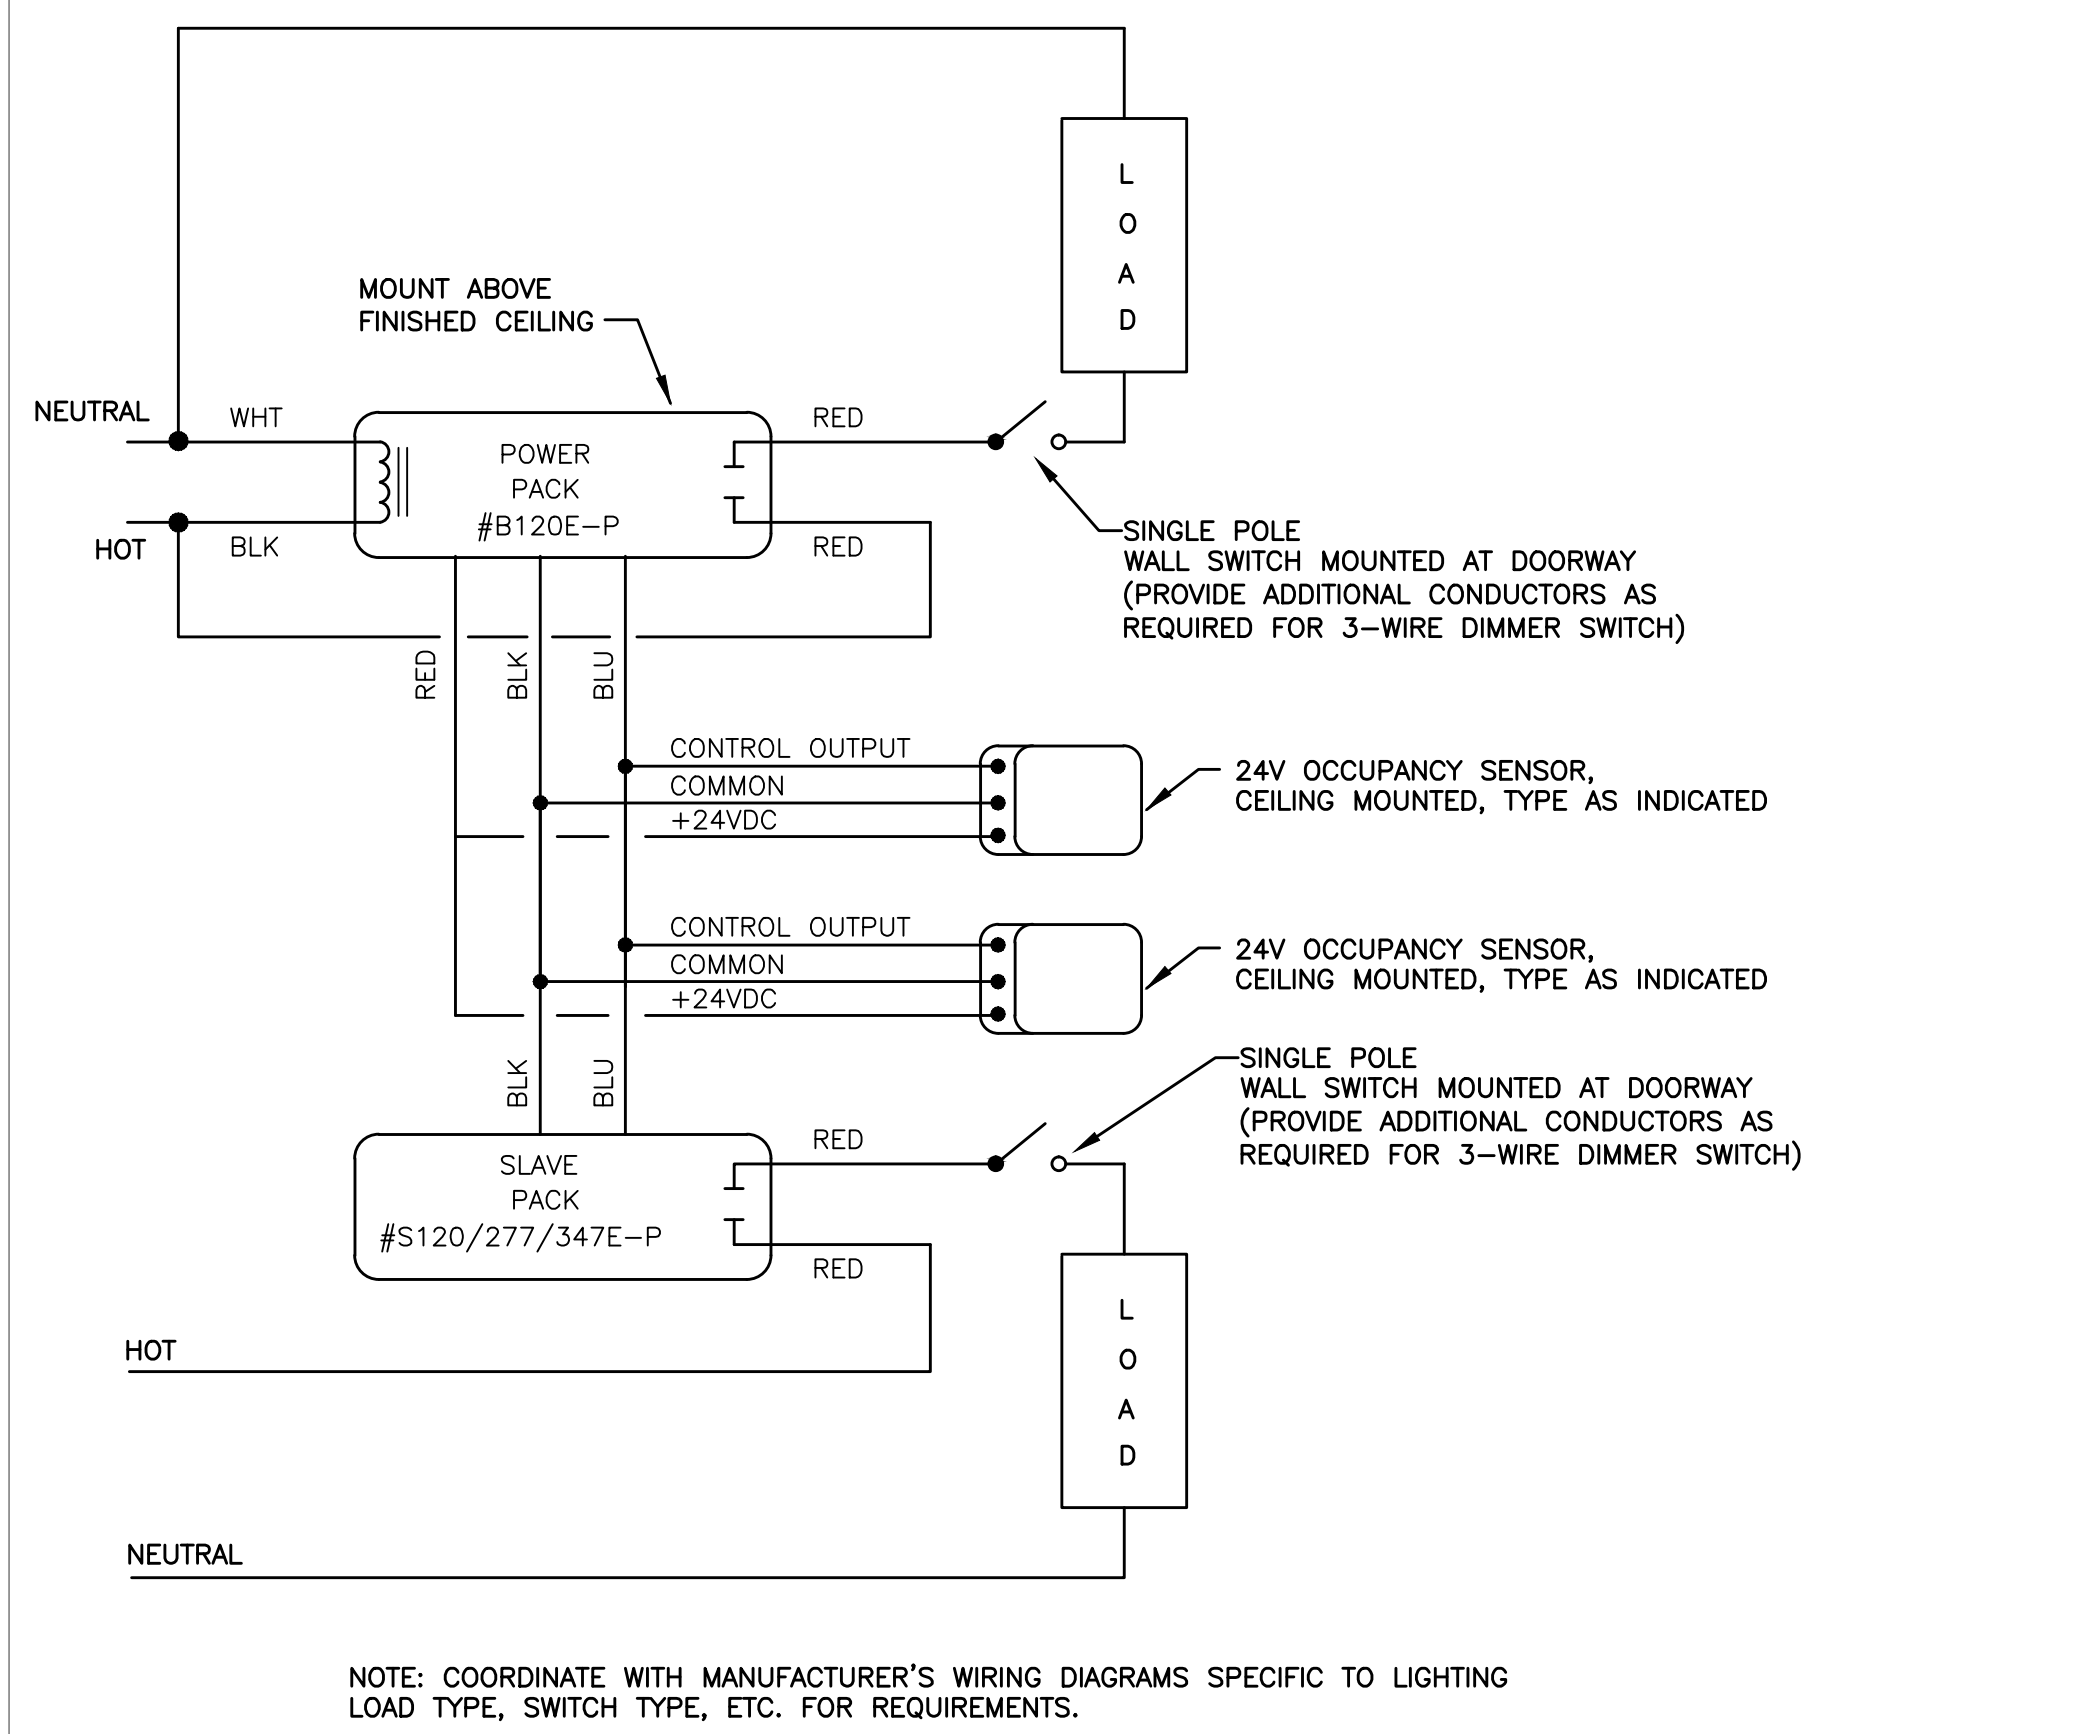 L
O
A
D
MOUNT ABOVE
FINISHED CEILING
NEUTRAL
WHT
POWER
PACK
#B120E-P
RED
HOT
BLK
RED
SINGLE POLE
WALL SWITCH MOUNTED AT DOORWAY
(PROVIDE ADDITIONAL CONDUCTORS AS
REQUIRED FOR 3-WIRE DIMMER SWITCH)
RED
BLK
BLU
CONTROL OUTPUT
COMMON
+24VDC
24V OCCUPANCY SENSOR,
CEILING MOUNTED, TYPE AS INDICATED
CONTROL OUTPUT
COMMON
+24VDC
24V OCCUPANCY SENSOR,
CEILING MOUNTED, TYPE AS INDICATED
BLK
BLU
SINGLE POLE
WALL SWITCH MOUNTED AT DOORWAY
(PROVIDE ADDITIONAL CONDUCTORS AS
REQUIRED FOR 3-WIRE DIMMER SWITCH)
SLAVE
PACK
#S120/277/347E-P
RED
RED
HOT
L
O
A
D
NEUTRAL
NOTE: COORDINATE WITH MANUFACTURER'S WIRING DIAGRAMS SPECIFIC TO LIGHTING
LOAD TYPE, SWITCH TYPE, ETC. FOR REQUIREMENTS.